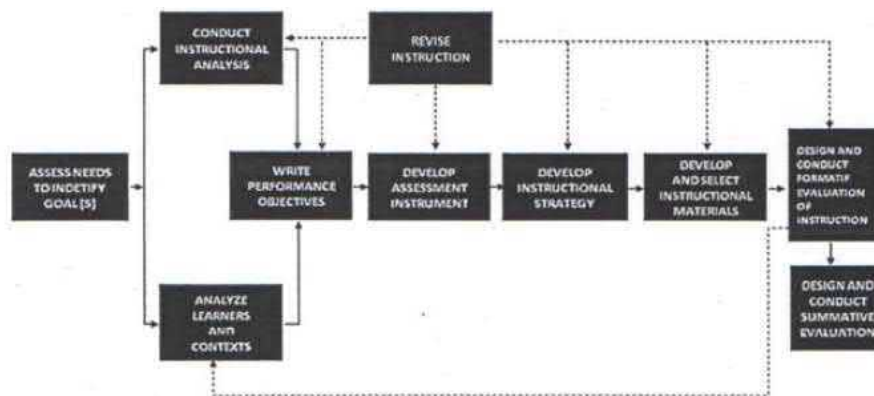 CONDUCT
INSTRUCTIONAL
ANALYSIS
REVISE
INSTRUCTION
ASSESS NEEDS
TO INDETIFY
GOAL[S]
WRITE
PERFORMANCE
OBJECTIVES
DEVELOP
ASSESSMENT
INSTRUMENT
DEVELOP
INSTRUCTIONAL
STRATEGY
DEVELOP
AND SELECT
INSTRUCTIONAL
MATERIALS
DESIGN AND
CONDUCT
FORMATIF
EVALUATION
OF
INSTRUCTION
ANALYZE
LEARNERS
AND
CONTEXTS
DESIGN AND
CONDUCT
SUMMATIVE
EVALUATION